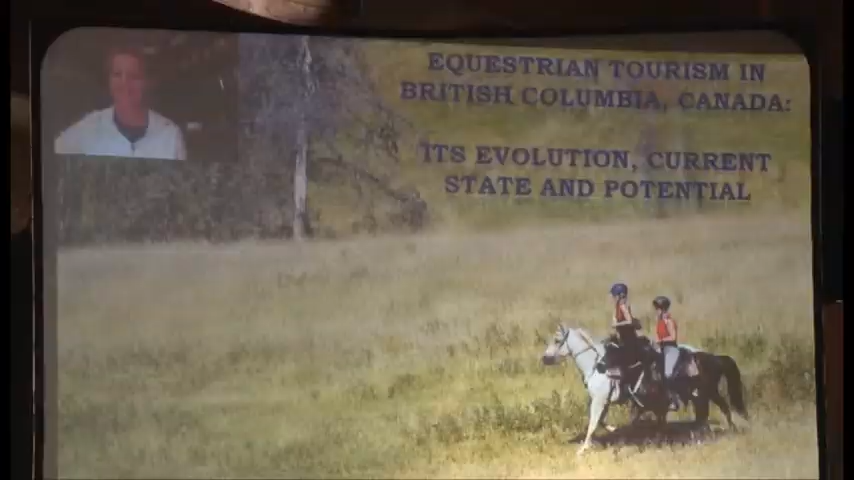 EQUESTRIAN TOURISM IN
BRITISH COLUMBIA, CANADA:
ITS EVOLUTION, CURRENT
STATE AND POTENTIAL